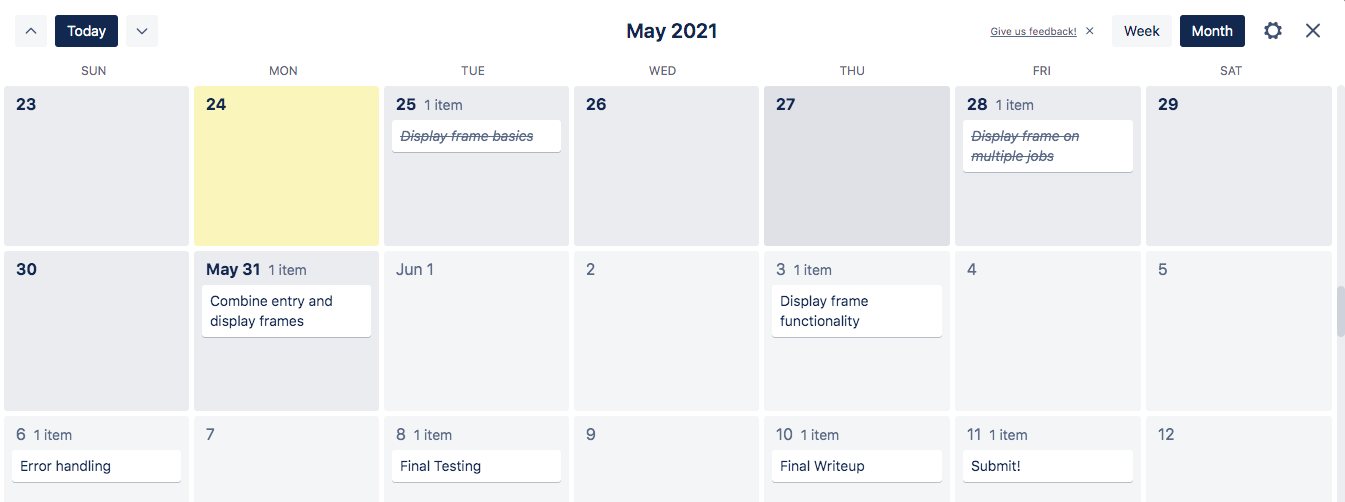 Today
May 2021
Give us feedback!
Week
Month
SUN
MON
TUE
WED
THU
FRI
SAT
23
24
25 1 item
Display frame basics
26
27
28 1 item
Display frame on
multiple jobs
29
30
May 31 1 item
Combine entry and
display frames
Jun 1
2
3 1 item
Display frame
functionality
4
5
6 1 item
Error handling
7
8 1 item
Final Testing
9
10 1 item
Final Writeup
11 1 item
Submit!
12